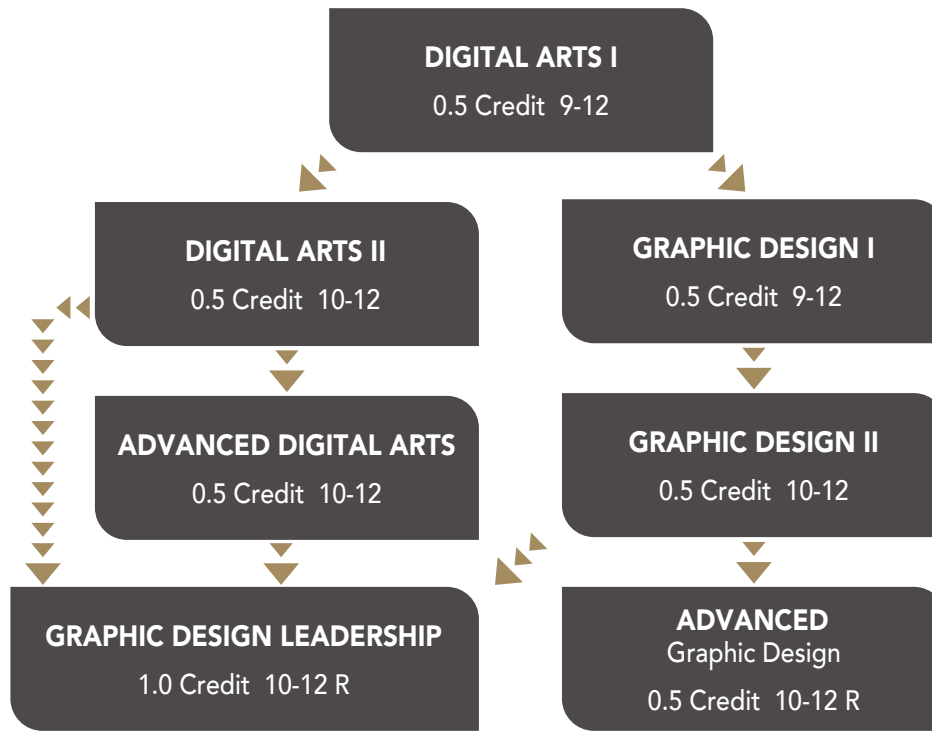 DIGITAL ARTS I
0.5 Credit 9-12
DIGITAL ARTS II
0.5 Credit 10-12
GRAPHIC DESIGN I
0.5 Credit 9-12
ADVANCED DIGITAL ARTS
0.5 Credit 10-12
GRAPHIC DESIGN II
0.5 Credit 10-12
GRAPHIC DESIGN LEADERSHIP
1.0 Credit 10-12 R
ADVANCED
Graphic Design
0.5 Credit 10-12 R